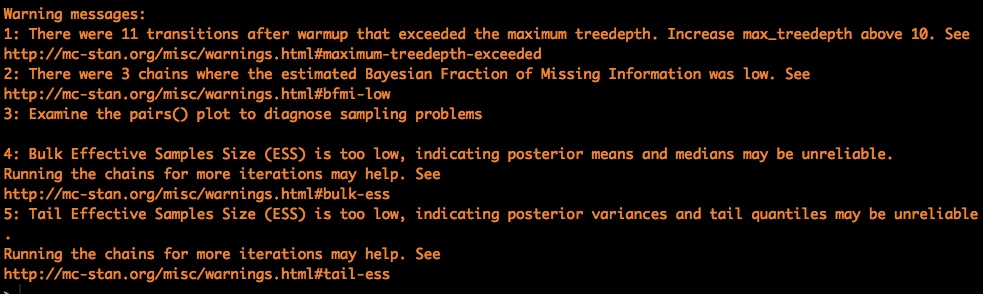 Warning messages:
1: There were 11 transitions after warmup that exceeded the maximum treedepth. Increase max_treedepth above 10. See
http://mc-stan.org/misc/warnings.html#maximum-treedepth-exceeded
2: There were 3 chains where the estimated Bayesian Fraction of Missing Information was low. See
http://mc-stan.org/misc/warnings.html#bfmi-low
3: Examine the pairs() plot to diagnose sampling problems

4: Bulk Effective Samples Size (ESS) is too low, indicating posterior means and medians may be unreliable.
Running the chains for more iterations may help. See
http://mc-stan.org/misc/warnings.html#bulk-ess
5: Tail Effective Samples Size (ESS) is too low, indicating posterior variances and tail quantiles may be unreliable
.
Running the chains for more iterations may help. See
http://mc-stan.org/misc/warnings.html#tail-ess
>